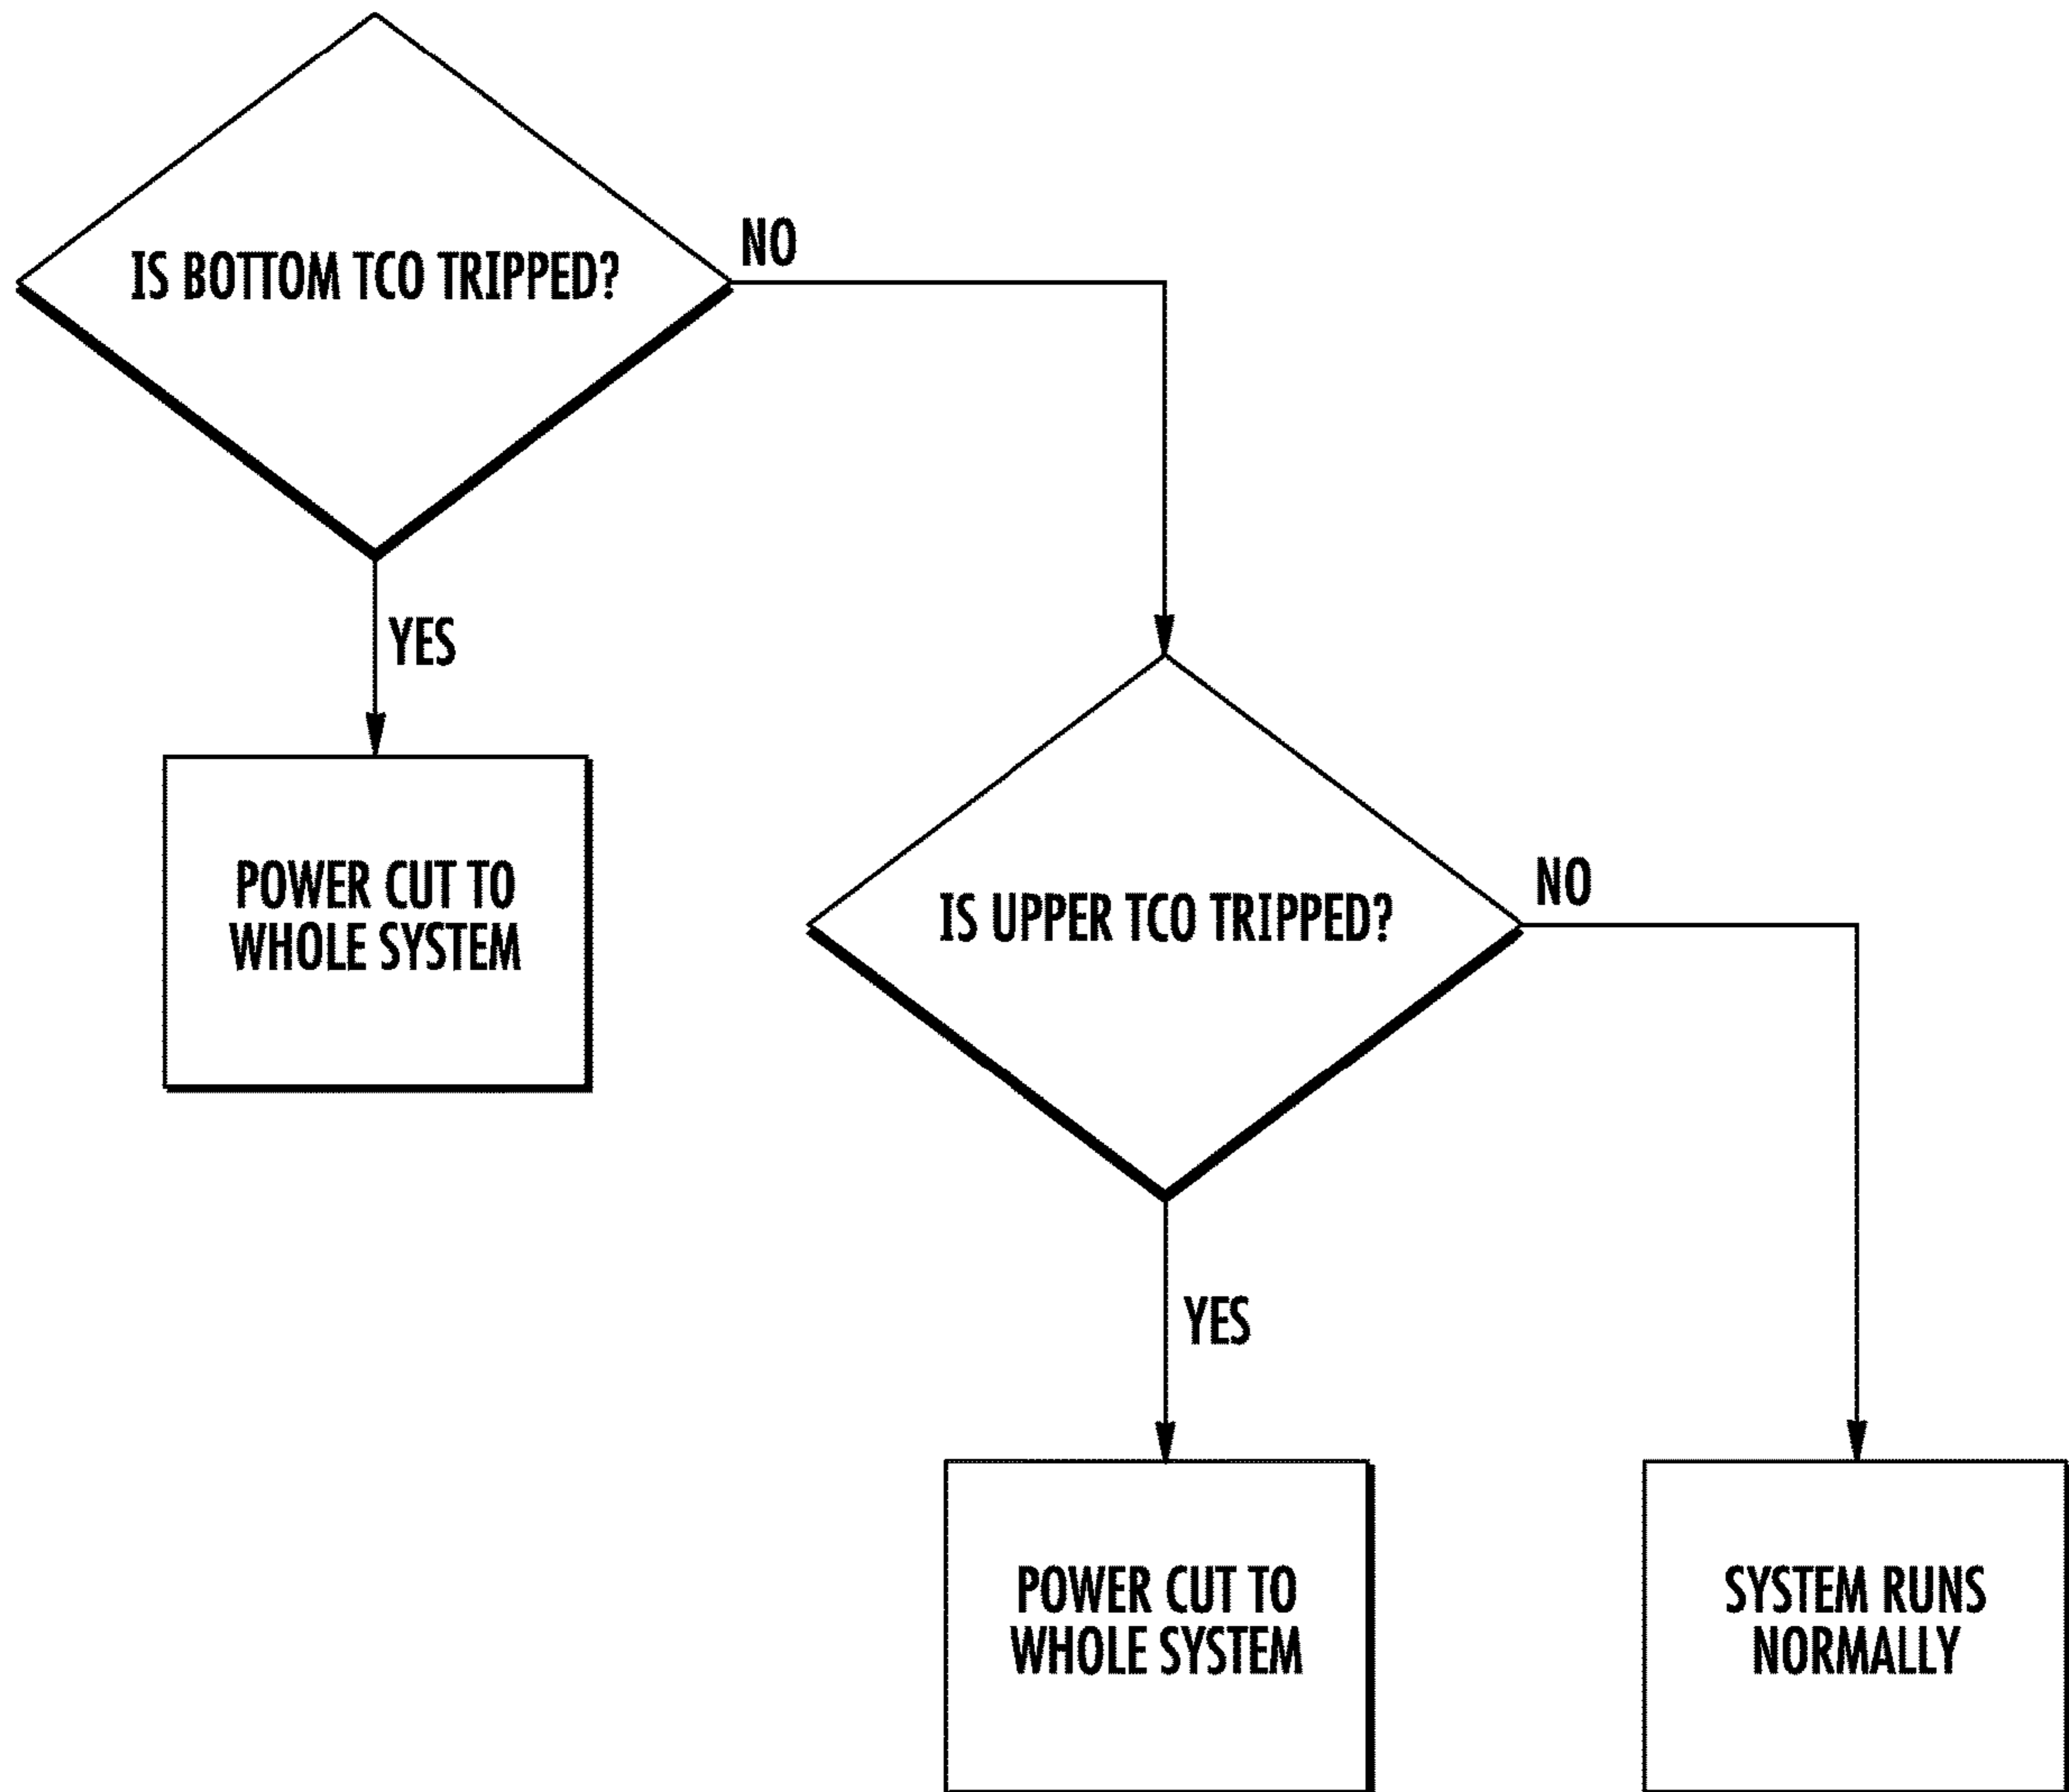 IS BOTTOM TCO TRIPPED?
NO
YES
POWER CUT TO
WHOLE SYSTEM
IS UPPER TCO TRIPPED?
NO
YES
POWER CUT TO
WHOLE SYSTEM
SYSTEM RUNS
NORMALLY